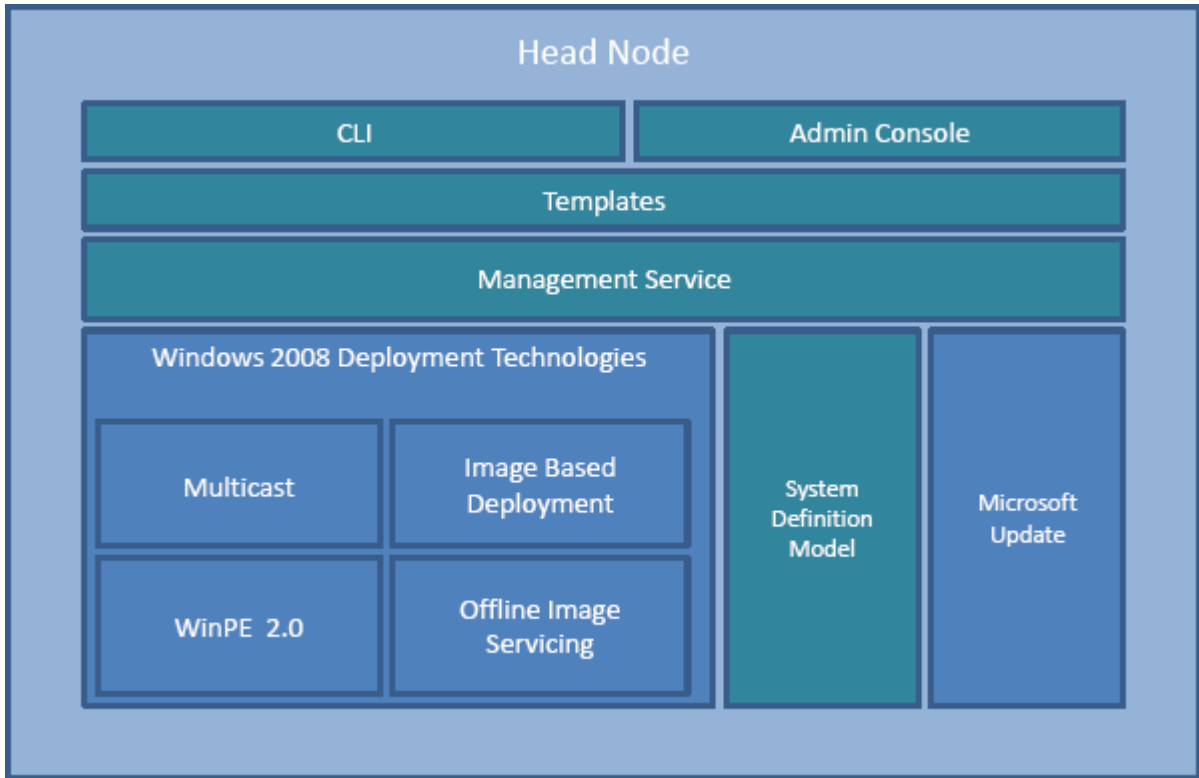 Head Node
CLI
Admin Console
Templates
Management Service
Windows 2008 Deployment Technologies
Multicast
Image Based
Deployment
WinPE 2.0
Offline Image
Servicing
System
Definition
Model
Microsoft
Update